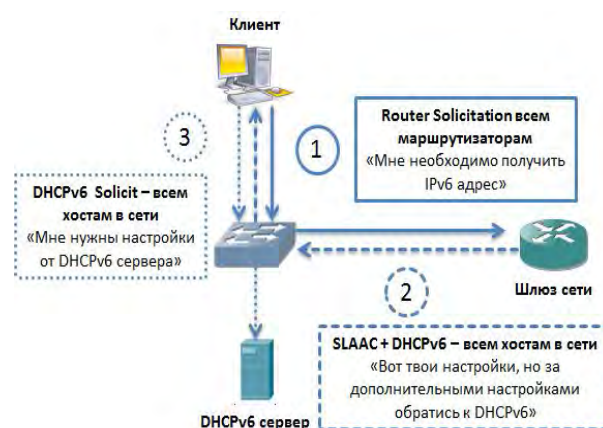 Клиент
3
1
Router Solicitation всем
маршрутизаторам
«Мне необходимо получить
IPv6 адрес»
DHCPv6 Solicit – всем
хостам в сети
«Мне нужны настройки
от DHCPv6 сервера»
2
Шлюз сети
SLAAC + DHCPv6 – всем хостам в сети
«Вот твои настройки, но за
дополнительными настройками
обратись к DHCPv6»
DHCPv6 сервер